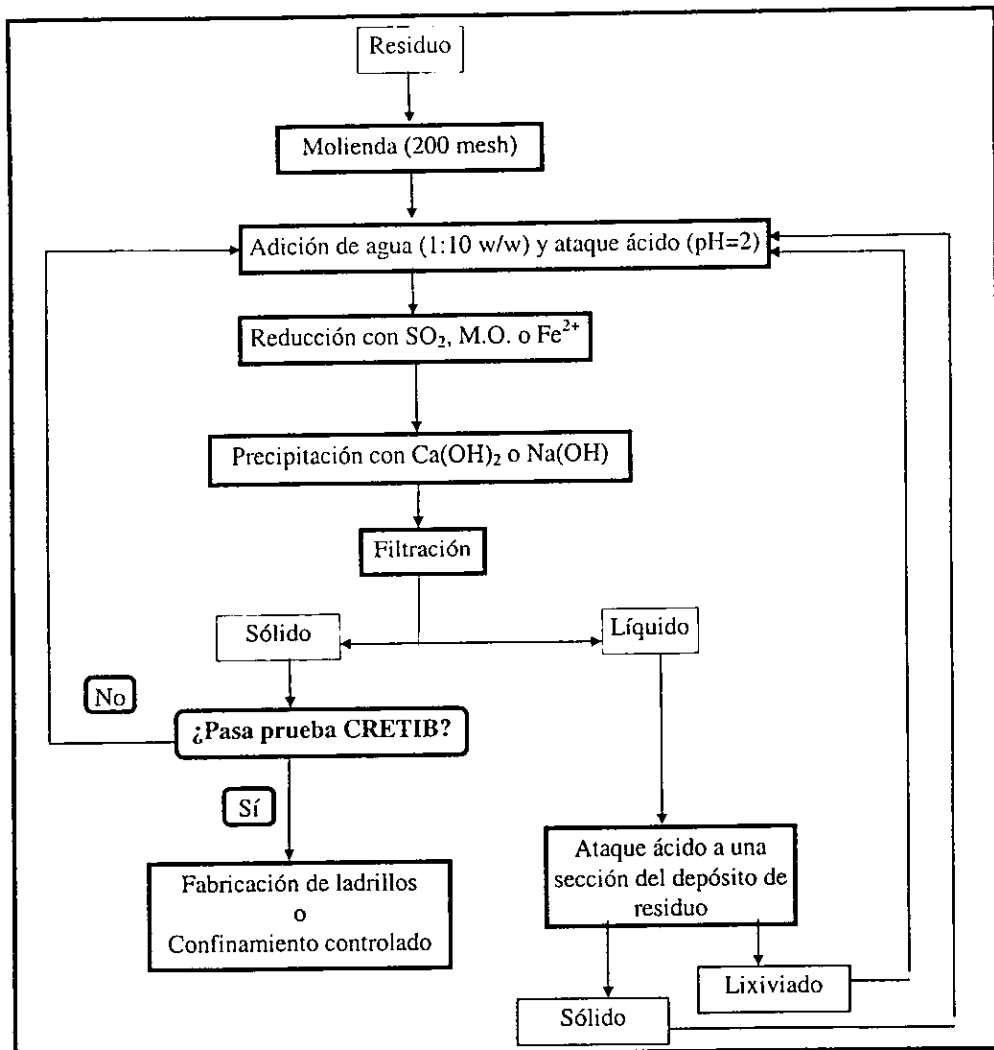 Residuo
Molienda (200 mesh)
Adición de agua (1:10 w/w) y ataque ácido (pH=2)
Reducción con SO₂, M.O. o Fe²⁺
Precipitación con Ca(OH)₂ o Na(OH)
Filtración
Sólido
Líquido
No
¿Pasa prueba CRETIB?
Sí
Fabricación de ladrillos
o
Confinamiento controlado
Ataque ácido a una
sección del depósito de
residuo
Lixiviado
Sólido